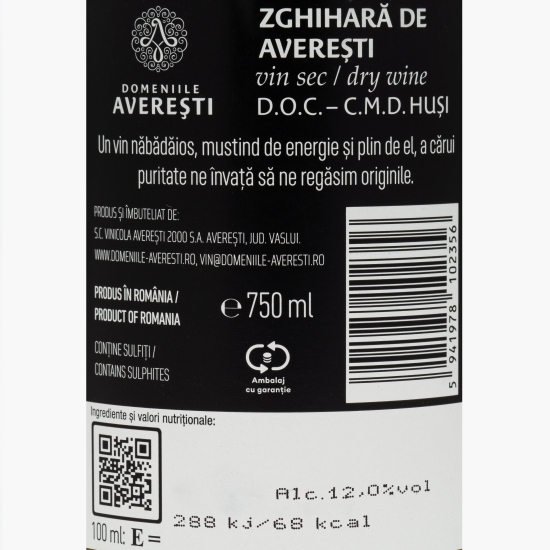 DOMENIILE
AVEREȘTI
ZGHIHARĂ DE
AVEREȘTI
vin sec / dry wine
D.O.C. – C.M.D. HUȘI
Un vin năbădăios, mustind de energie și plin de el, a cărui
puritate ne învață să ne regăsim originile.
PRODUS ȘI ÎMBUTELIAT DE:
S.C. VINICOLA AVEREȘTI 2000 S.A. AVEREȘTI, JUD. VASLUI.
WWW.DOMENIILE-AVERESTI.RO, VIN@DOMENIILE-AVERESTI.RO
PRODUS ÎN ROMÂNIA /
PRODUCT OF ROMANIA
℮ 750 ml
CONȚINE SULFIȚI /
CONTAINS SULPHITES
Ambalaj
cu garanție
5 941978 102356
Ingrediente și valori nutriționale:
100 ml: E =
Alc.12,0%vol
288 kj/68 kcal